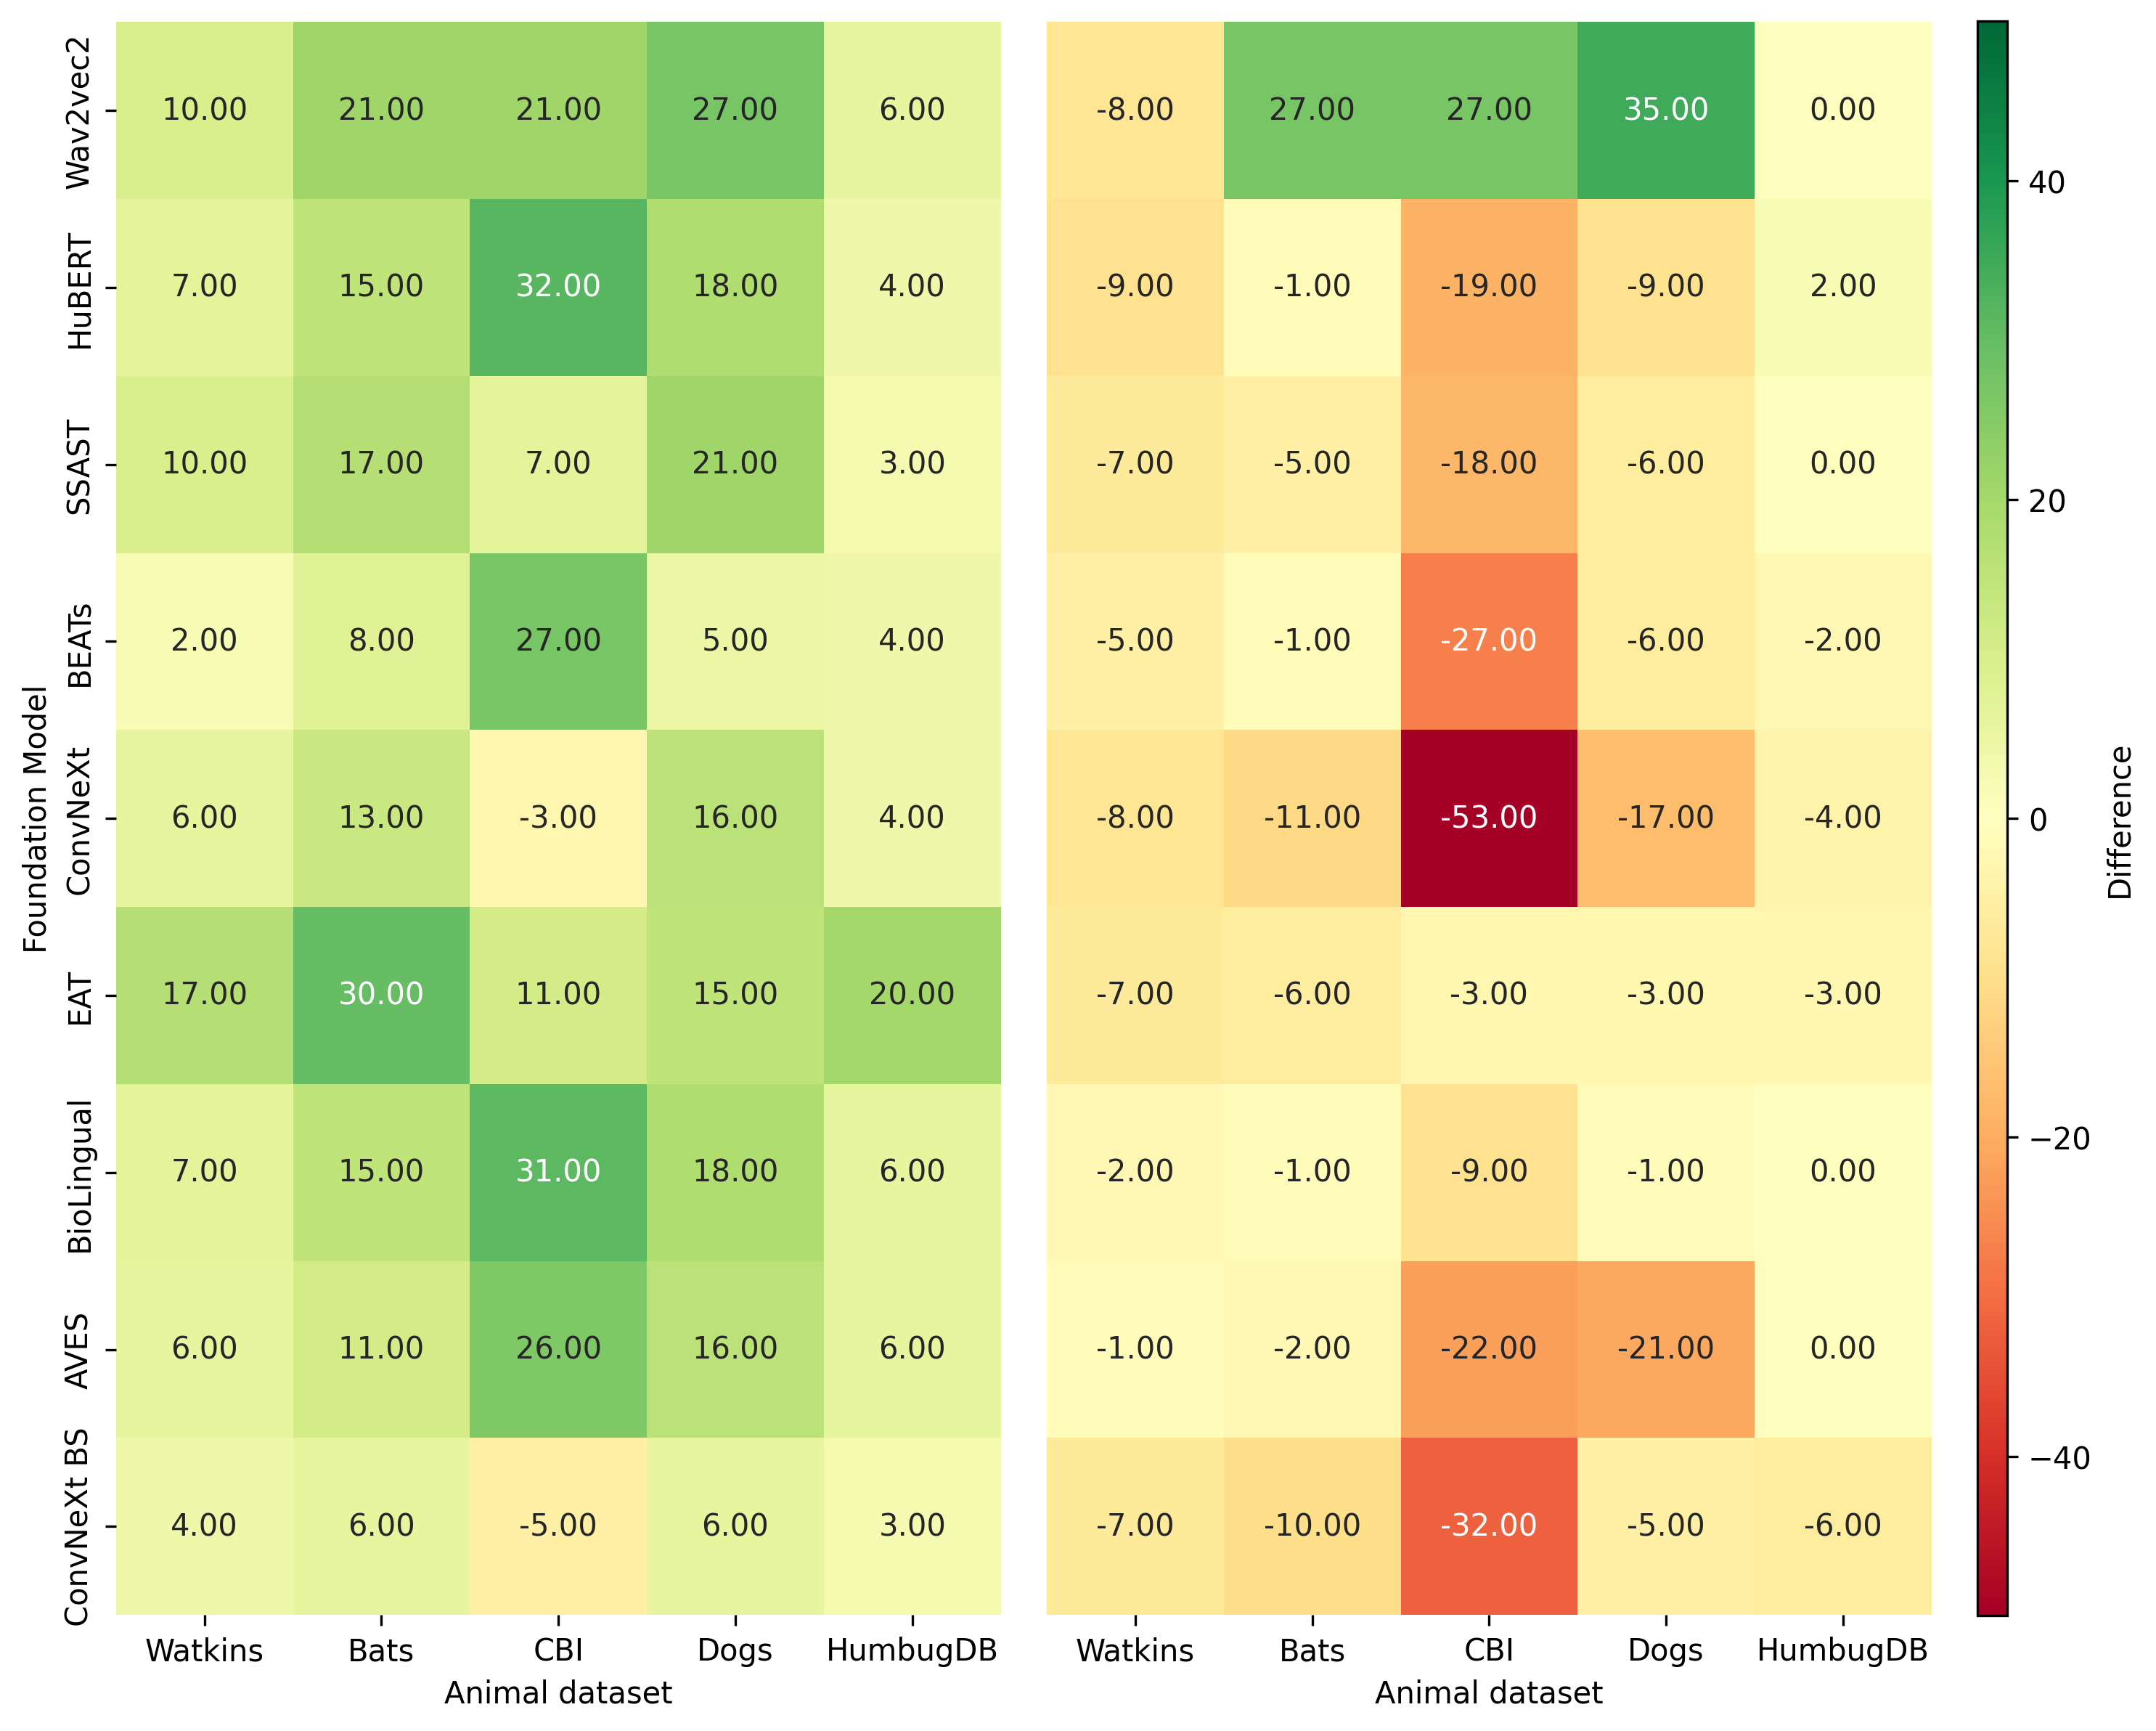 Foundation Model
Wav2vec2
10.00 21.00 21.00 27.00 6.00
-8.00 27.00 27.00 35.00 0.00
HuBERT
7.00 15.00 32.00 18.00 4.00
-9.00 -1.00 -19.00 -9.00 2.00
SSAST
10.00 17.00 7.00 21.00 3.00
-7.00 -5.00 -18.00 -6.00 0.00
BEATs
2.00 8.00 27.00 5.00 4.00
-5.00 -1.00 -27.00 -6.00 -2.00
ConvNeXt
6.00 13.00 -3.00 16.00 4.00
-8.00 -11.00 -53.00 -17.00 -4.00
EAT
17.00 30.00 11.00 15.00 20.00
-7.00 -6.00 -3.00 -3.00 -3.00
BioLingual
7.00 15.00 31.00 18.00 6.00
-2.00 -1.00 -9.00 -1.00 0.00
AVES
6.00 11.00 26.00 16.00 6.00
-1.00 -2.00 -22.00 -21.00 0.00
ConvNeXt BS
4.00 6.00 -5.00 6.00 3.00
-7.00 -10.00 -32.00 -5.00 -6.00
Watkins Bats CBI Dogs HumbugDB
Animal dataset
Watkins Bats CBI Dogs HumbugDB
Animal dataset
40
20
0
−20
−40
Difference